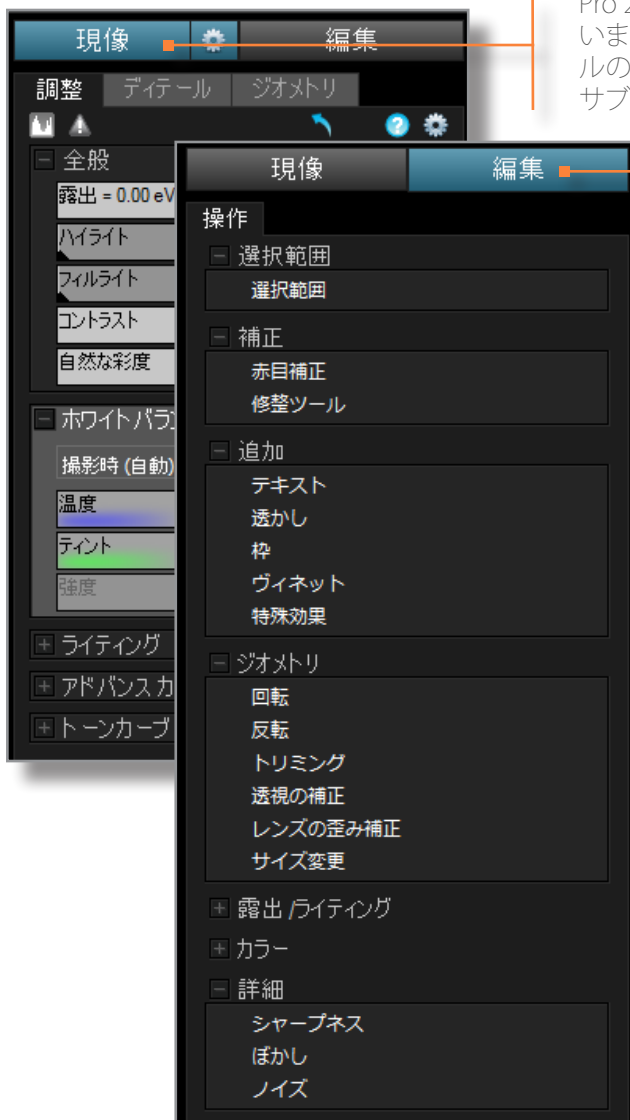 Pro 2
いま
ルの
サブ
現像 編集
調整 ディテール ジオメトリ
全般
露出 = 0.00 eV
ハイライト
フィルライト
コントラスト
自然な彩度
ホワイトバラ
撮影時 (自動)
温度
ティント
強度
ライティング
アドバンス カ
トーンカーブ
現像 編集
操作
選択範囲
選択範囲
補正
赤目補正
修整ツール
追加
テキスト
透かし
枠
ヴィネット
特殊効果
ジオメトリ
回転
反転
トリミング
透視の補正
レンズの歪み補正
サイズ変更
露出 /ライティング
カラー
詳細
シャープネス
ぼかし
ノイズ